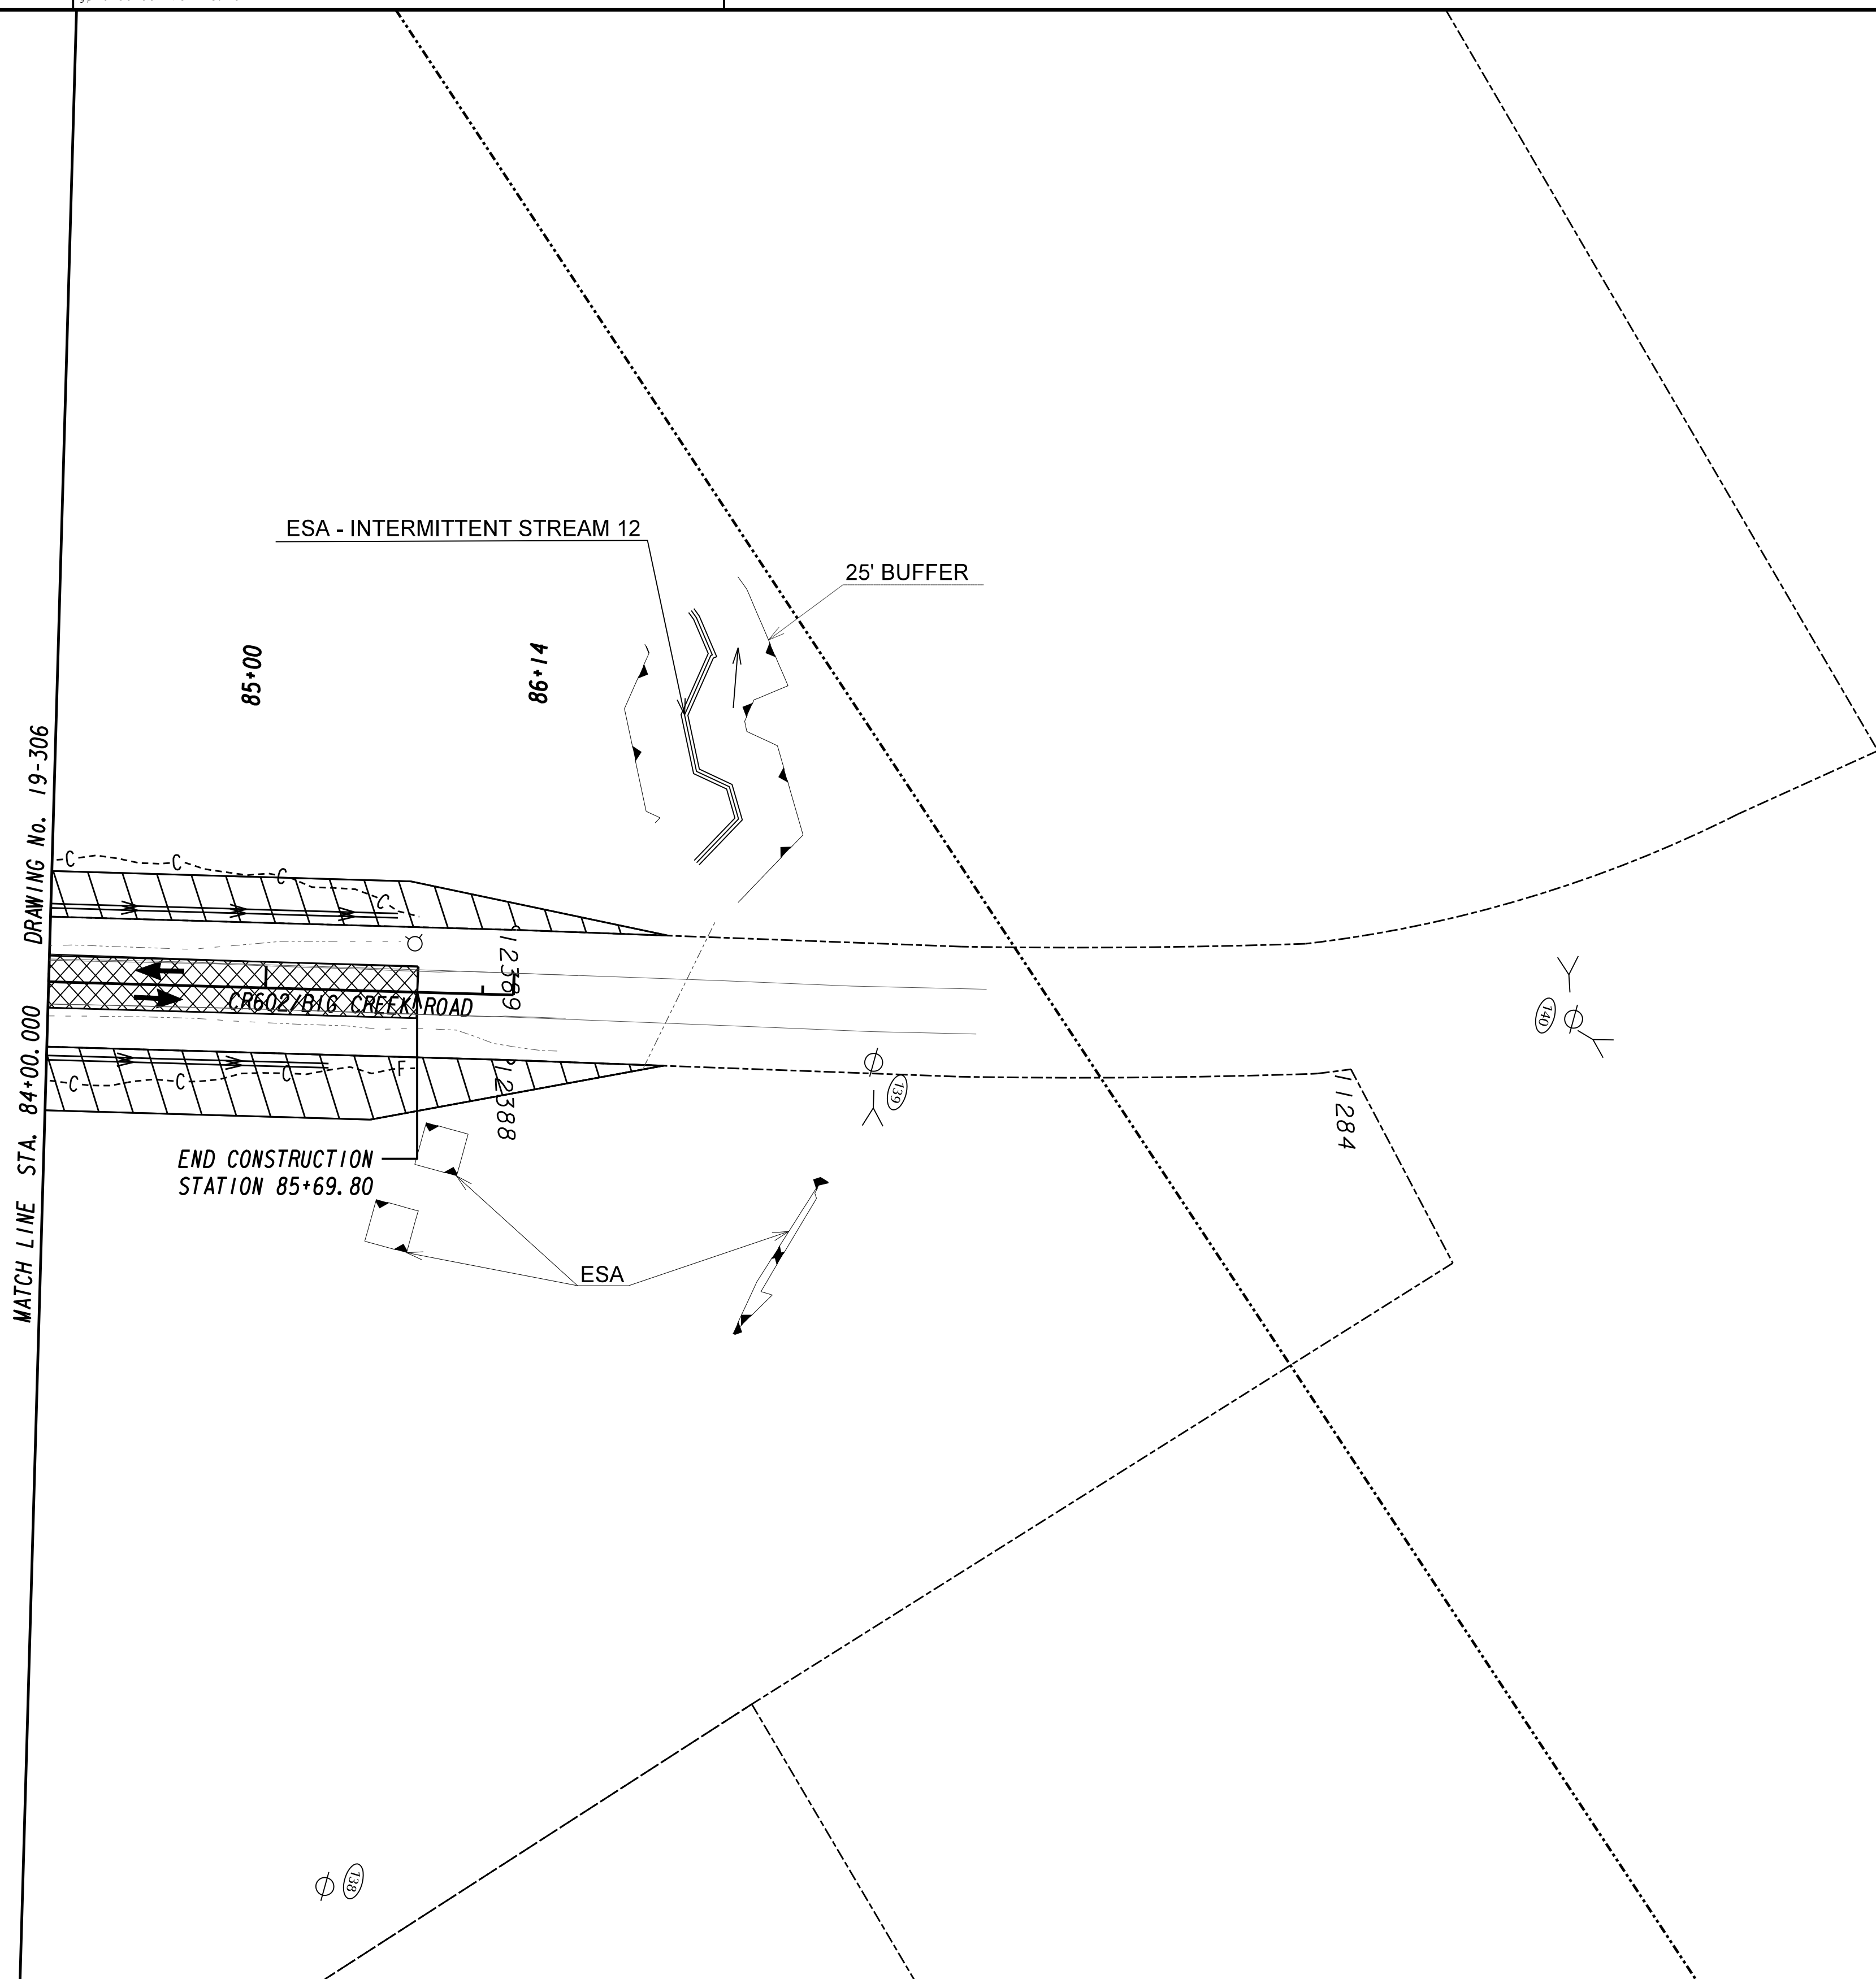 ESA - INTERMITTENT STREAM 12
25' BUFFER
85+00
86+14
MATCH LINE STA. 84+00.000 DRAWING No. 19-306
C C C C
12389
CR602/BIG CREEK ROAD
C C C F
12388
139
140
11284
END CONSTRUCTION
STATION 85+69.80
ESA
138